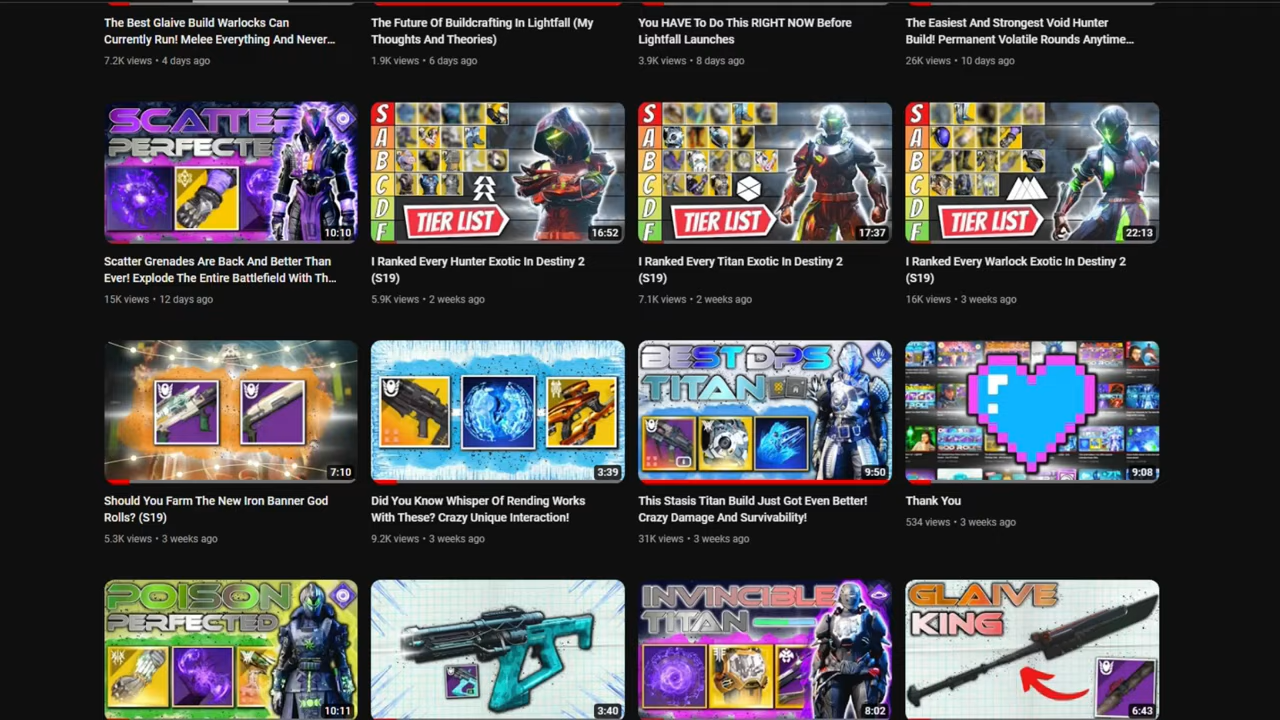 The Best Glaive Build Warlocks Can
Currently Run! Melee Everything And Never…
7.2K views • 4 days ago
The Future Of Buildcrafting In Lightfall (My
Thoughts And Theories)
1.9K views • 6 days ago
You HAVE To Do This RIGHT NOW Before
Lightfall Launches
3.9K views • 8 days ago
The Easiest And Strongest Void Hunter
Build! Permanent Volatile Rounds Anytime…
26K views • 10 days ago
SCATTER
PERFECTED
10:10
Scatter Grenades Are Back And Better Than
Ever! Explode The Entire Battlefield With Th…
15K views • 12 days ago
S
A
B
C
D
F
TIER LIST
16:52
I Ranked Every Hunter Exotic In Destiny 2
(S19)
5.9K views • 2 weeks ago
S
A
B
C
D
F
TIER LIST
17:37
I Ranked Every Titan Exotic In Destiny 2
(S19)
7.1K views • 2 weeks ago
S
A
B
C
D
F
TIER LIST
22:13
I Ranked Every Warlock Exotic In Destiny 2
(S19)
16K views • 3 weeks ago
7:10
Should You Farm The New Iron Banner God
Rolls? (S19)
5.3K views • 3 weeks ago
3:39
Did You Know Whisper Of Rending Works
With These? Crazy Unique Interaction!
9.2K views • 3 weeks ago
BEST DPS
TITAN
9:50
This Stasis Titan Build Just Got Even Better!
Crazy Damage And Survivability!
31K views • 3 weeks ago
9:08
Thank You
534 views • 3 weeks ago
POISON
PERFECTED
10:11
3:40
INVINCIBLE
TITAN
8:02
GLAIVE
KING
6:43